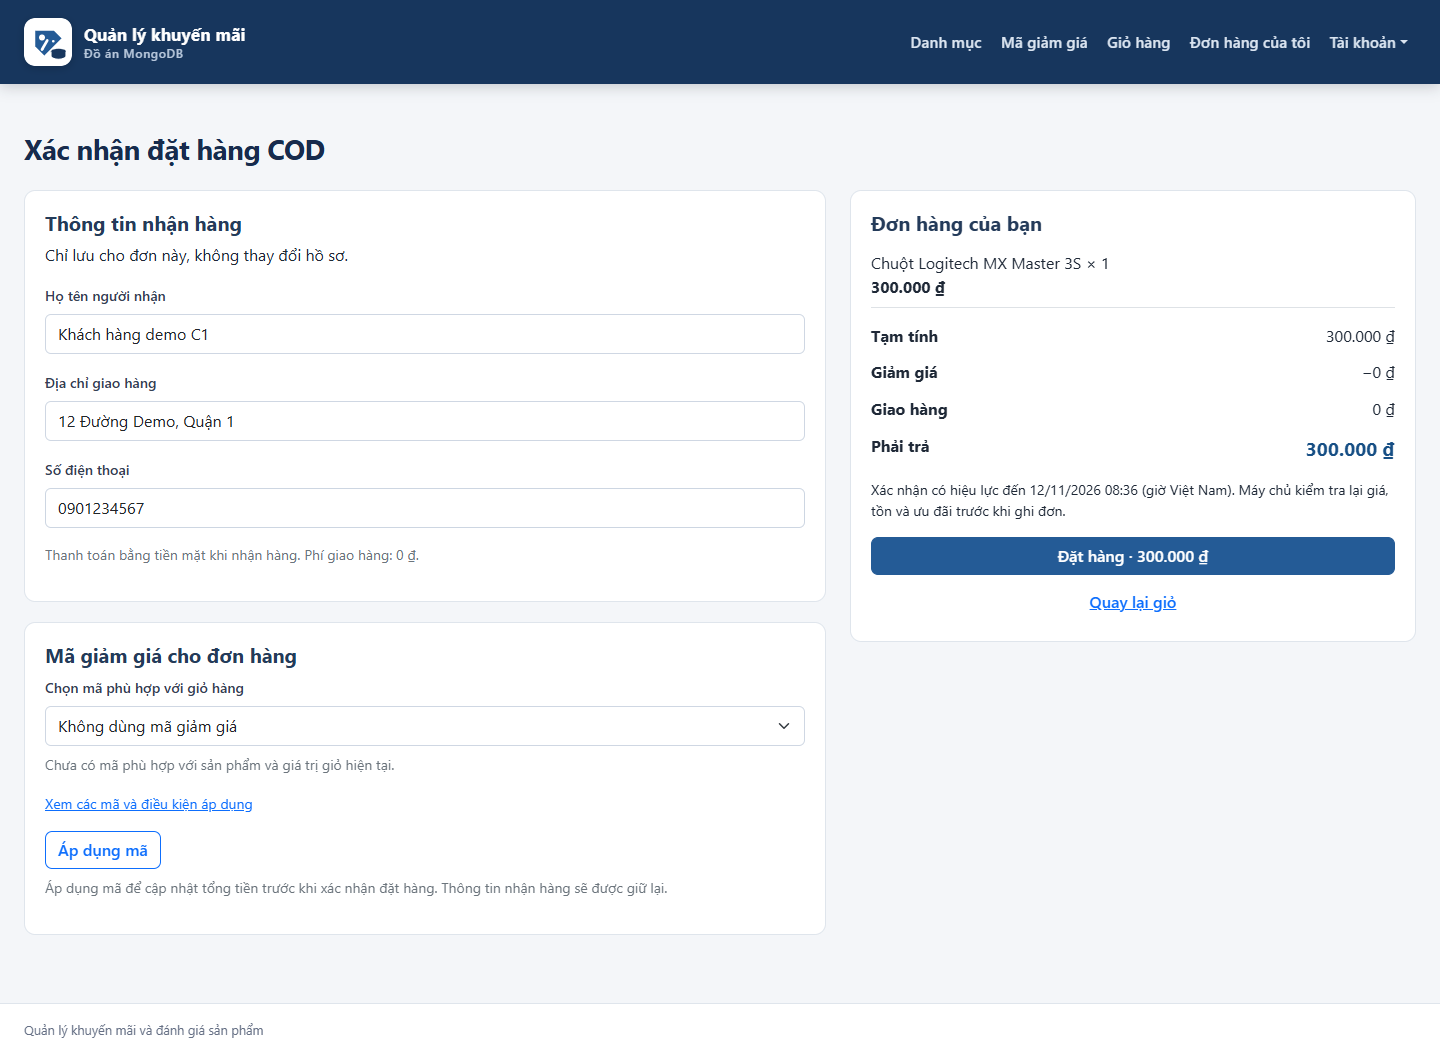 Quản lý khuyến mãi
Đồ án MongoDB
Danh mục
Mã giảm giá
Giỏ hàng
Đơn hàng của tôi
Tài khoản
Xác nhận đặt hàng COD
Thông tin nhận hàng
Chỉ lưu cho đơn này, không thay đổi hồ sơ.
Họ tên người nhận
Khách hàng demo C1
Địa chỉ giao hàng
12 Đường Demo, Quận 1
Số điện thoại
0901234567
Thanh toán bằng tiền mặt khi nhận hàng. Phí giao hàng: 0 ₫.
Mã giảm giá cho đơn hàng
Chọn mã phù hợp với giỏ hàng
Không dùng mã giảm giá
Chưa có mã phù hợp với sản phẩm và giá trị giỏ hiện tại.
Xem các mã và điều kiện áp dụng
Áp dụng mã
Áp dụng mã để cập nhật tổng tiền trước khi xác nhận đặt hàng. Thông tin nhận hàng sẽ được giữ lại.
Đơn hàng của bạn
Chuột Logitech MX Master 3S × 1
300.000 ₫
Tạm tính 300.000 ₫
Giảm giá −0 ₫
Giao hàng 0 ₫
Phải trả 300.000 ₫
Xác nhận có hiệu lực đến 12/11/2026 08:36 (giờ Việt Nam). Máy chủ kiểm tra lại giá,
tồn và ưu đãi trước khi ghi đơn.
Đặt hàng · 300.000 ₫
Quay lại giỏ
Quản lý khuyến mãi và đánh giá sản phẩm